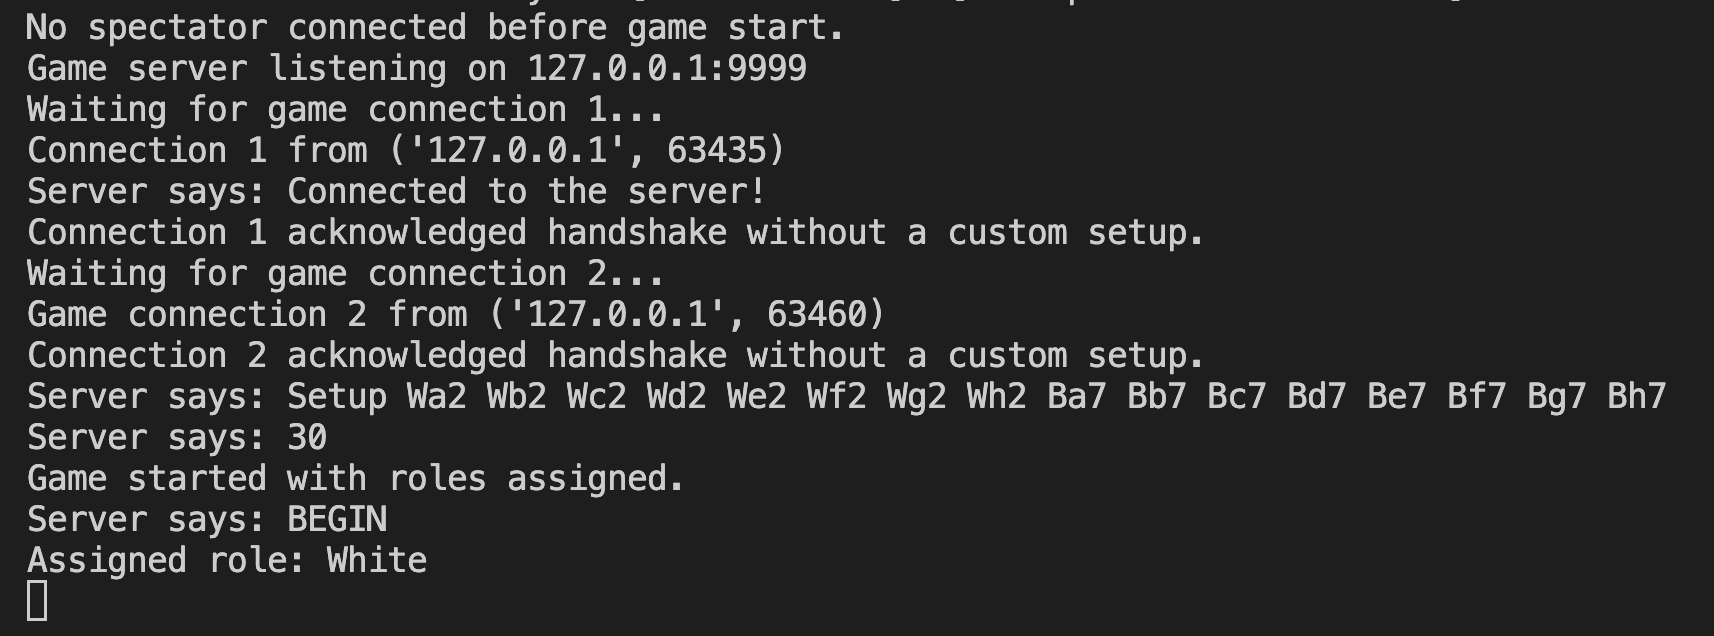 No spectator connected before game start.
Game server listening on 127.0.0.1:9999
Waiting for game connection 1...
Connection 1 from ('127.0.0.1', 63435)
Server says: Connected to the server!
Connection 1 acknowledged handshake without a custom setup.
Waiting for game connection 2...
Game connection 2 from ('127.0.0.1', 63460)
Connection 2 acknowledged handshake without a custom setup.
Server says: Setup Wa2 Wb2 Wc2 Wd2 We2 Wf2 Wg2 Wh2 Ba7 Bb7 Bc7 Bd7 Be7 Bf7 Bg7 Bh7
Server says: 30
Game started with roles assigned.
Server says: BEGIN
Assigned role: White